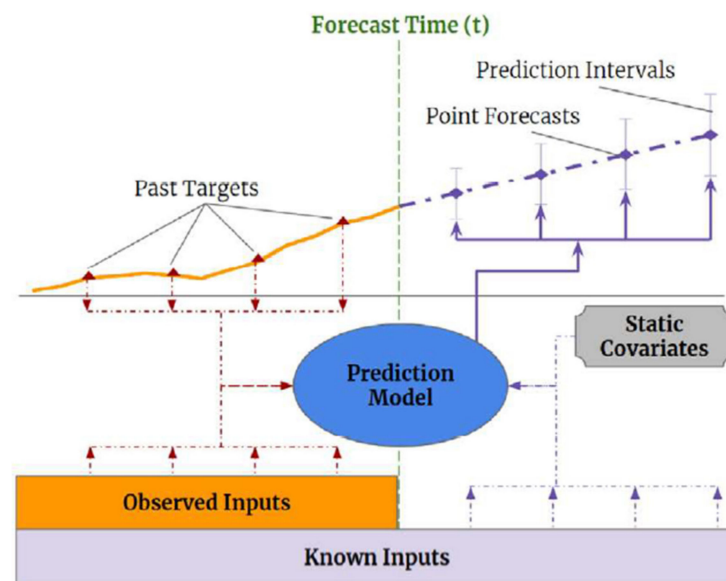 Forecast Time (t)
Prediction Intervals
Point Forecasts
Past Targets
Static
Covariates
Prediction
Model
Observed Inputs
Known Inputs